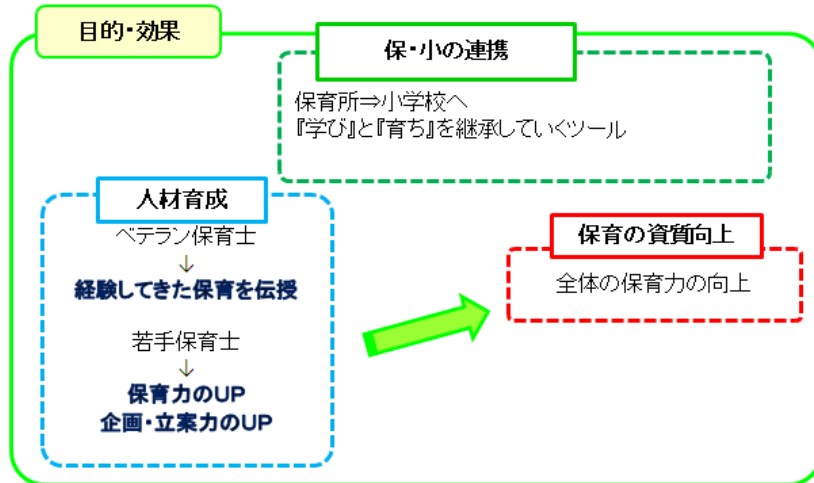 目的・効果
保・小の連携
保育所⇒小学校へ
『学び』と『育ち』を継承していくツール
人材育成
ベテラン保育士
↓
経験してきた保育を伝授
若手保育士
↓
保育力のUP
企画・立案力のUP
保育の資質向上
全体の保育力の向上